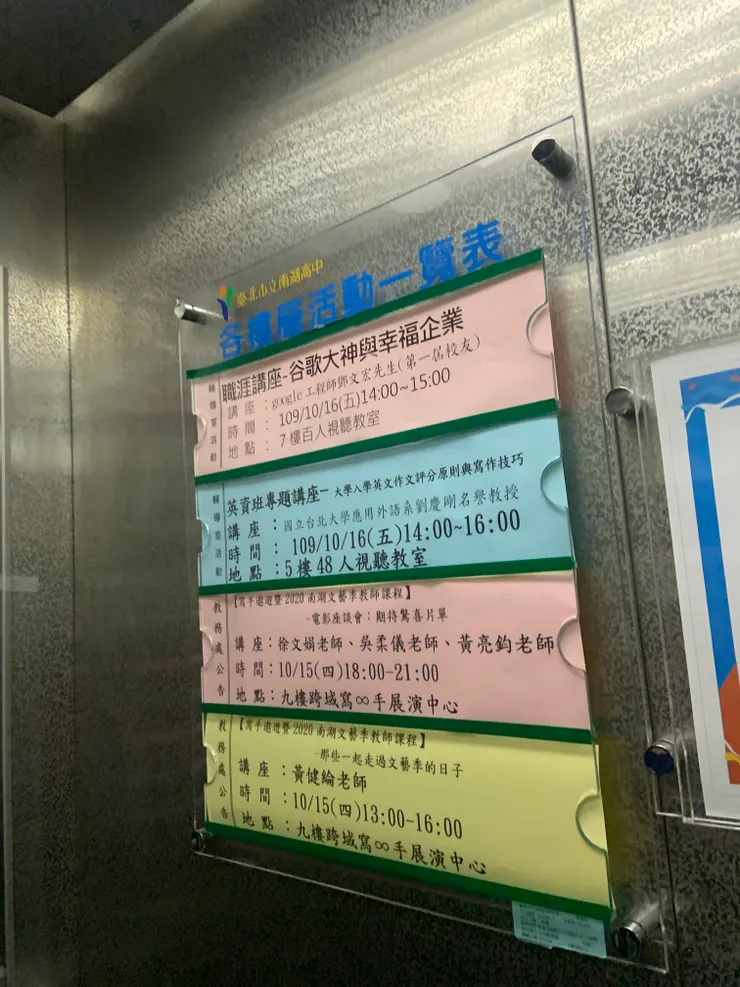 臺北市立南湖高中
各樓層活動一覽表
輔導室活動
職涯講座-谷歌大神與幸福企業
講座：google 工程師鄧文宏先生(第一屆校友)
時間：109/10/16(五)14:00~15:00
地點：7樓百人視聽教室
輔導室活動
英資班專題講座-大學入學英文作文評分原則與寫作技巧
講座：國立台北大學應用外語系劉慶剛名譽教授
時間：109/10/16(五)14:00~16:00
地點：5樓48人視聽教室
教務處公告
【寫手遨遊暨2020南湖文藝季教師課程】
-電影座談會：期待驚喜片單
講座：徐文娟老師、吳柔儀老師、黃亮鈞老師
時間：10/15(四)18:00-21:00
地點：九樓跨域寫∞手展演中心
教務處公告
【寫手遨遊暨2020南湖文藝季教師課程】
-那些一起走過文藝季的日子
講座：黃健綸老師
時間：10/15(四)13:00-16:00
地點：九樓跨域寫∞手展演中心